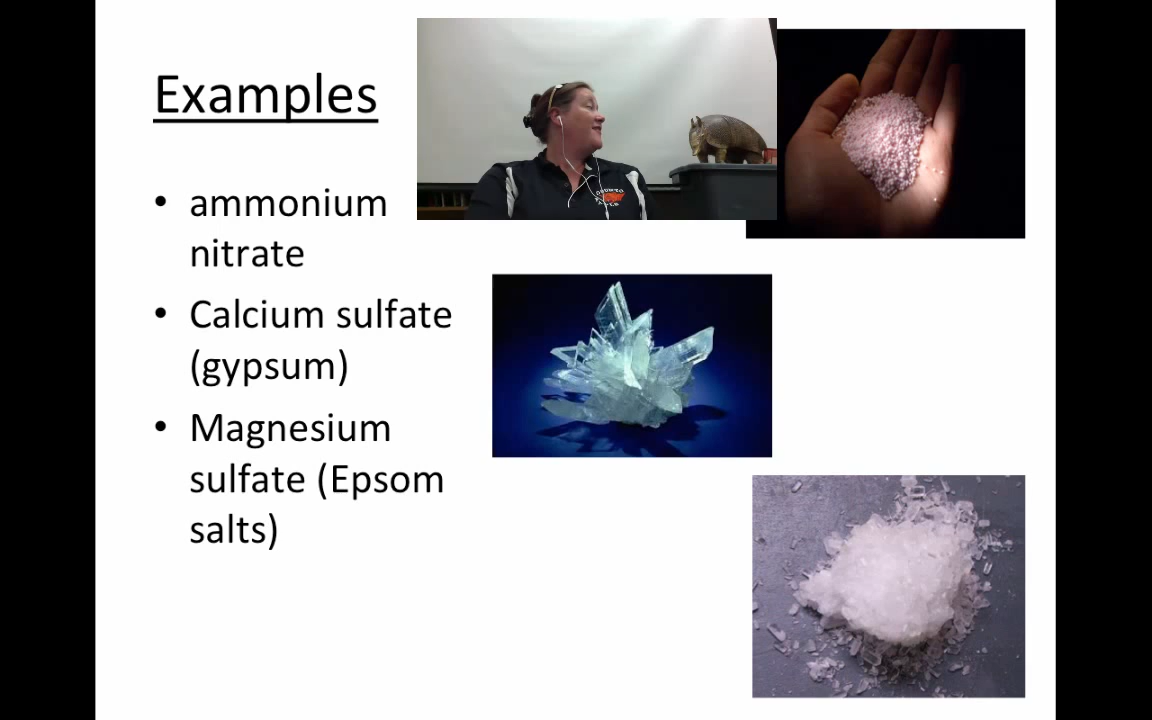 Examples
• ammonium
nitrate
• Calcium sulfate
(gypsum)
• Magnesium
sulfate (Epsom
salts)